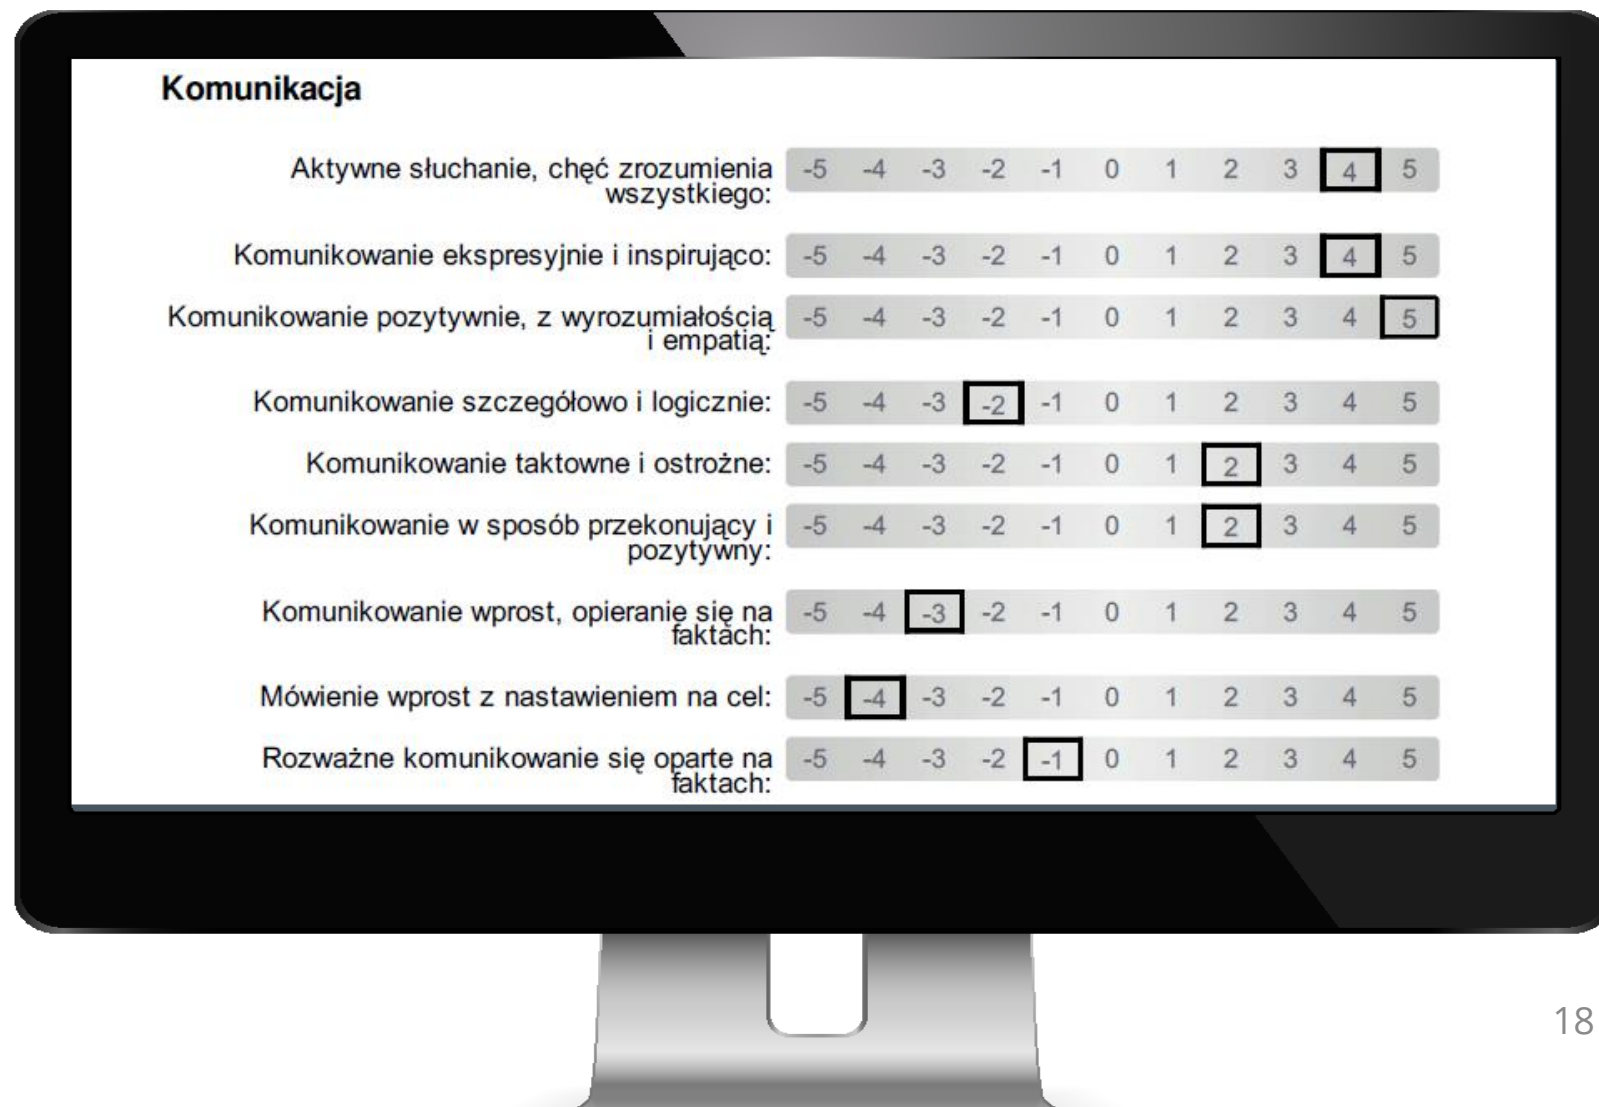 Komunikacja
Aktywne słuchanie, chęć zrozumienia -5 -4 -3 -2 -1 0 1 2 3 4 5
wszystkiego:
Komunikowanie ekspresyjnie i inspirująco: -5 -4 -3 -2 -1 0 1 2 3 4 5
Komunikowanie pozytywnie, z wyrozumiałością -5 -4 -3 -2 -1 0 1 2 3 4 5
i empatią:
Komunikowanie szczegółowo i logicznie: -5 -4 -3 -2 -1 0 1 2 3 4 5
Komunikowanie taktowne i ostrożne: -5 -4 -3 -2 -1 0 1 2 3 4 5
Komunikowanie w sposób przekonujący i -5 -4 -3 -2 -1 0 1 2 3 4 5
pozytywny:
Komunikowanie wprost, opieranie się na -5 -4 -3 -2 -1 0 1 2 3 4 5
faktach:
Mówienie wprost z nastawieniem na cel: -5 -4 -3 -2 -1 0 1 2 3 4 5
Rozważne komunikowanie się oparte na -5 -4 -3 -2 -1 0 1 2 3 4 5
faktach:
18